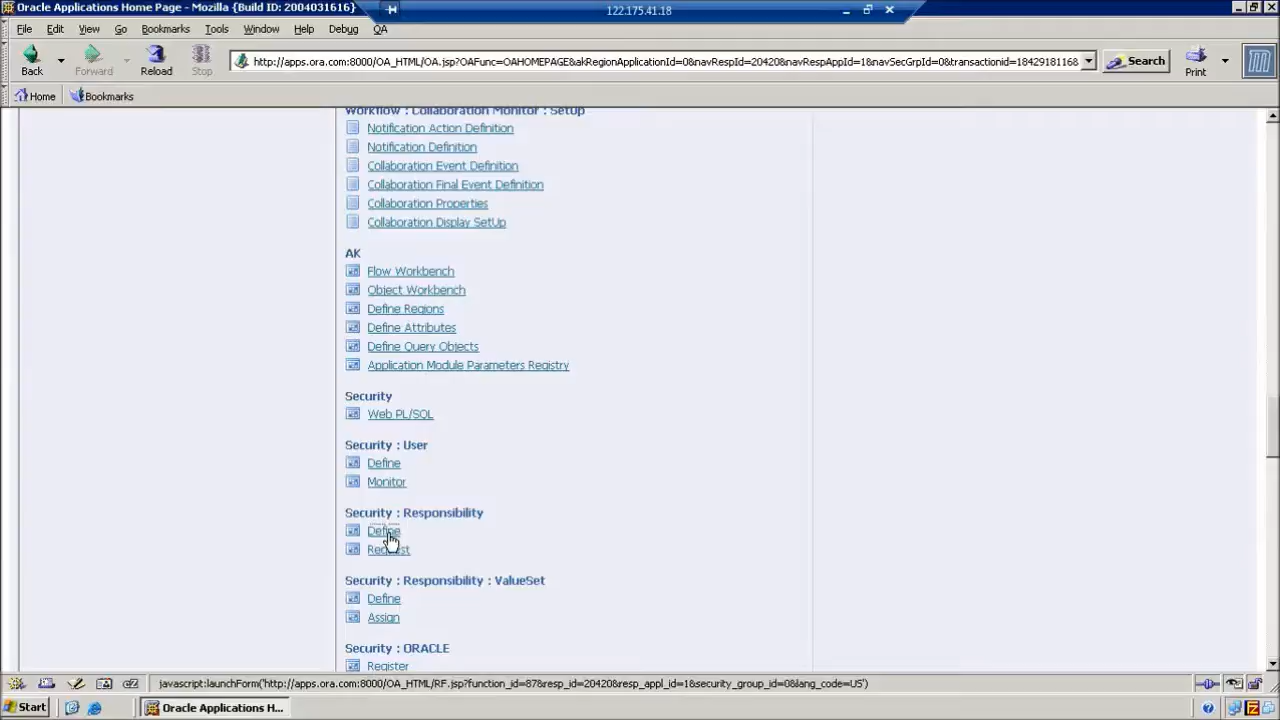 Oracle Applications Home Page - Mozilla {Build ID: 2004031616}
122.175.41.18
File Edit View Go Bookmarks Tools Window Help Debug QA
Back Forward Reload Stop
http://apps.ora.com:8000/OA_HTML/OA.jsp?OAFunc=OAHOMEPAGE&akRegionApplicationId=0&navRespId=20420&navRespAppId=1&navSecGrpId=0&transactionid=1842918116&
Search
Print
Home Bookmarks
Workflow : Collaboration Monitor : SetUp
Notification Action Definition
Notification Definition
Collaboration Event Definition
Collaboration Final Event Definition
Collaboration Properties
Collaboration Display SetUp
AK
Flow Workbench
Object Workbench
Define Regions
Define Attributes
Define Query Objects
Application Module Parameters Registry
Security
Web PL/SQL
Security : User
Define
Monitor
Security : Responsibility
Define
Request
Security : Responsibility : ValueSet
Define
Assign
Security : ORACLE
Register
javascript:launchForm('http://apps.ora.com:8000/OA_HTML/RF.jsp?function_id=87&resp_id=20420&resp_appl_id=1&security_group_id=0&lang_code=US')
Start
Oracle Applications H...